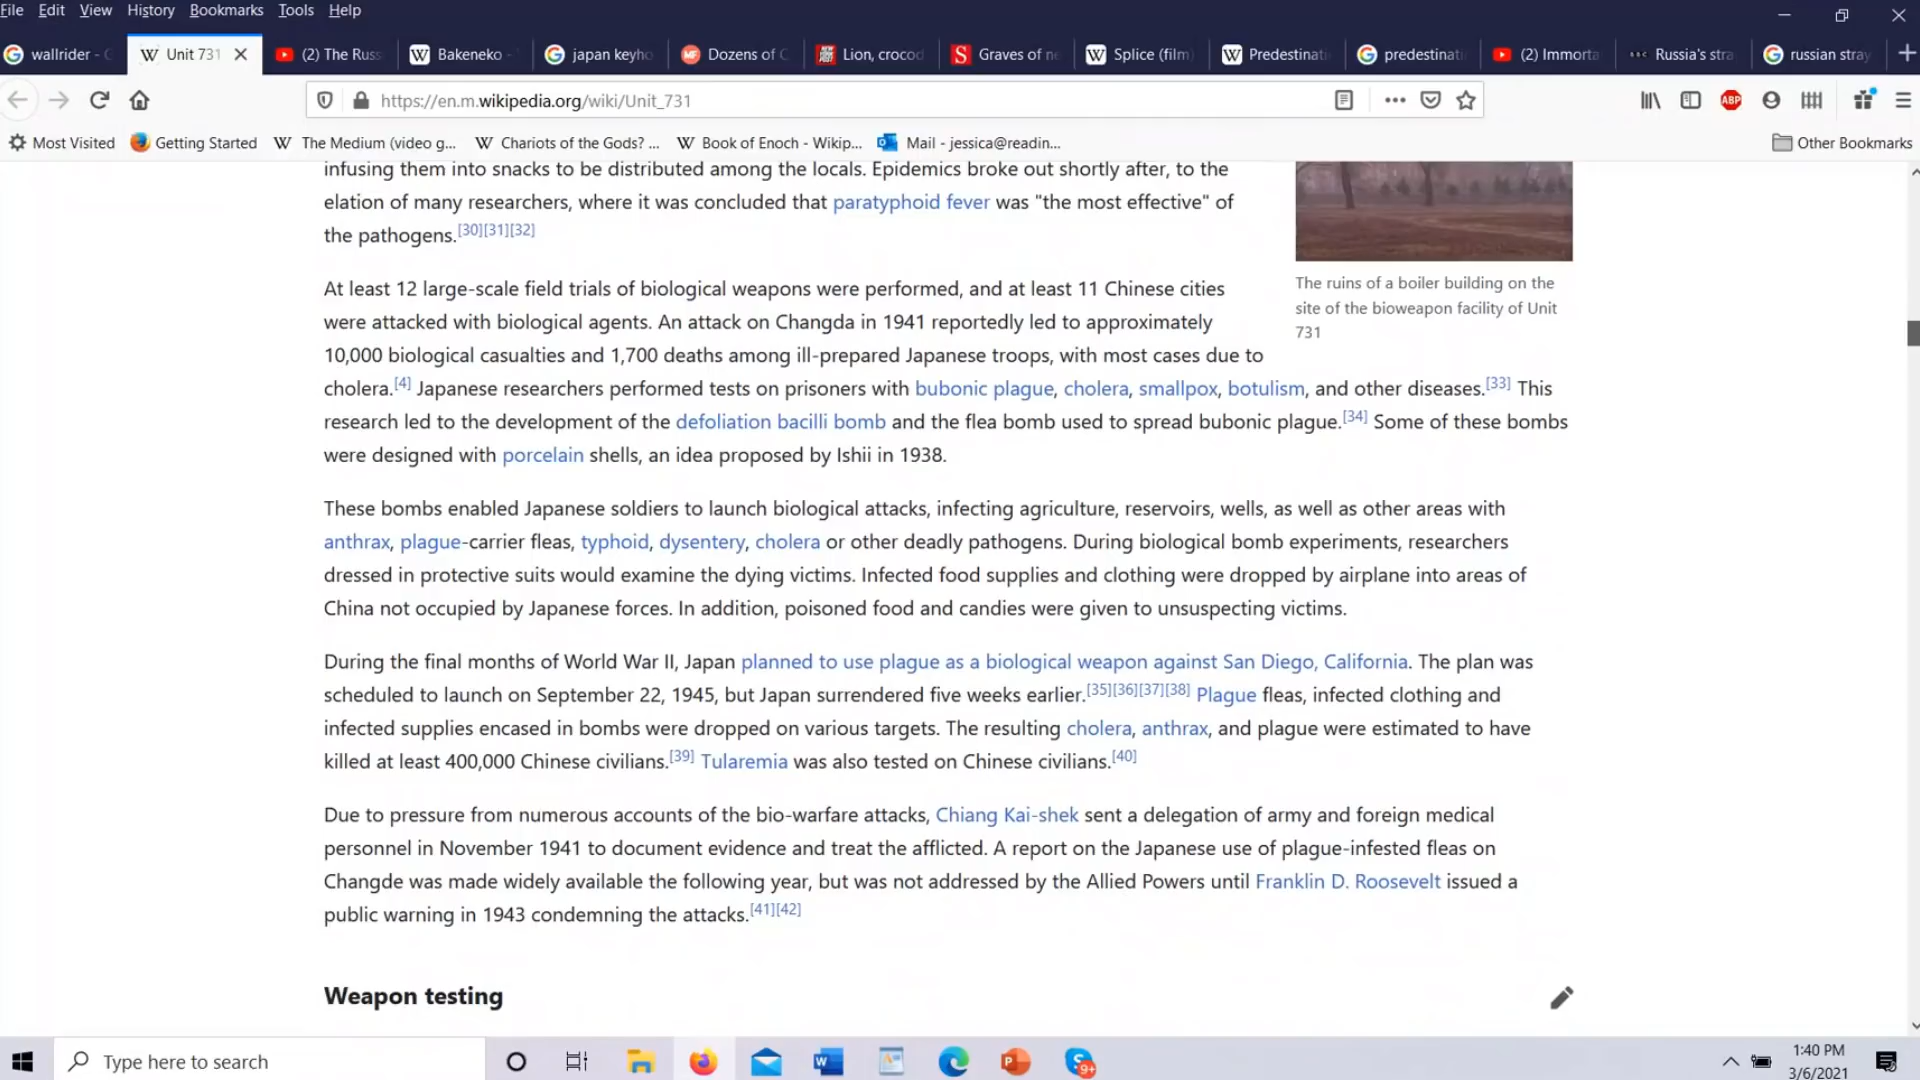 File Edit View History Bookmarks Tools Help
wallrider - G
Unit 731
(2) The Russ
Bakeneko -
japan keyho
Dozens of C
Lion, crocod
Graves of ne
Splice (film)
Predestinati
predestinati
(2) Immorta
Russia's stra
russian stray
https://en.m.wikipedia.org/wiki/Unit_731
ABP
Most Visited Getting Started The Medium (video g... Chariots of the Gods? ... Book of Enoch – Wikip... Mail - jessica@readin... Other Bookmarks
infusing them into snacks to be distributed among the locals. Epidemics broke out shortly after, to the
elation of many researchers, where it was concluded that paratyphoid fever was "the most effective" of
the pathogens.[30][31][32]
The ruins of a boiler building on the
site of the bioweapon facility of Unit
731
At least 12 large-scale field trials of biological weapons were performed, and at least 11 Chinese cities
were attacked with biological agents. An attack on Changda in 1941 reportedly led to approximately
10,000 biological casualties and 1,700 deaths among ill-prepared Japanese troops, with most cases due to
cholera.[4] Japanese researchers performed tests on prisoners with bubonic plague, cholera, smallpox, botulism, and other diseases.[33] This
research led to the development of the defoliation bacilli bomb and the flea bomb used to spread bubonic plague.[34] Some of these bombs
were designed with porcelain shells, an idea proposed by Ishii in 1938.
These bombs enabled Japanese soldiers to launch biological attacks, infecting agriculture, reservoirs, wells, as well as other areas with
anthrax, plague-carrier fleas, typhoid, dysentery, cholera or other deadly pathogens. During biological bomb experiments, researchers
dressed in protective suits would examine the dying victims. Infected food supplies and clothing were dropped by airplane into areas of
China not occupied by Japanese forces. In addition, poisoned food and candies were given to unsuspecting victims.
During the final months of World War II, Japan planned to use plague as a biological weapon against San Diego, California. The plan was
scheduled to launch on September 22, 1945, but Japan surrendered five weeks earlier.[35][36][37][38] Plague fleas, infected clothing and
infected supplies encased in bombs were dropped on various targets. The resulting cholera, anthrax, and plague were estimated to have
killed at least 400,000 Chinese civilians.[39] Tularemia was also tested on Chinese civilians.[40]
Due to pressure from numerous accounts of the bio-warfare attacks, Chiang Kai-shek sent a delegation of army and foreign medical
personnel in November 1941 to document evidence and treat the afflicted. A report on the Japanese use of plague-infested fleas on
Changde was made widely available the following year, but was not addressed by the Allied Powers until Franklin D. Roosevelt issued a
public warning in 1943 condemning the attacks.[41][42]
Weapon testing
Type here to search
9+
1:40 PM
3/6/2021